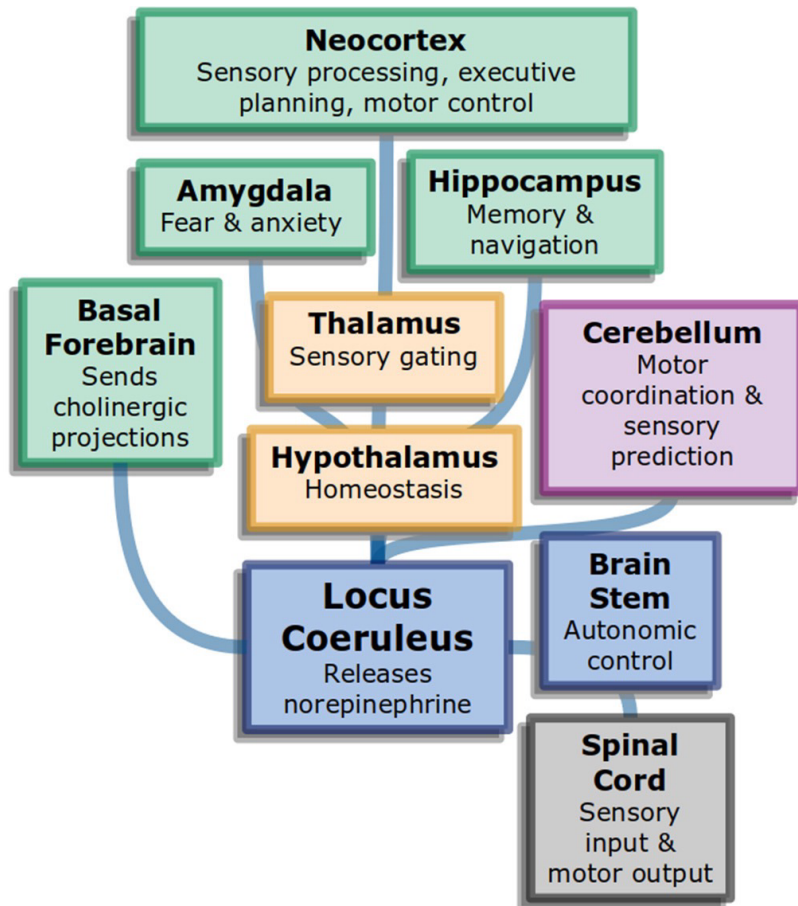 Neocortex
Sensory processing, executive
planning, motor control
Amygdala
Fear & anxiety
Hippocampus
Memory &
navigation
Basal
Forebrain
Sends
cholinergic
projections
Thalamus
Sensory gating
Cerebellum
Motor
coordination &
sensory
prediction
Hypothalamus
Homeostasis
Locus
Coeruleus
Releases
norepinephrine
Brain
Stem
Autonomic
control
Spinal
Cord
Sensory
input &
motor output